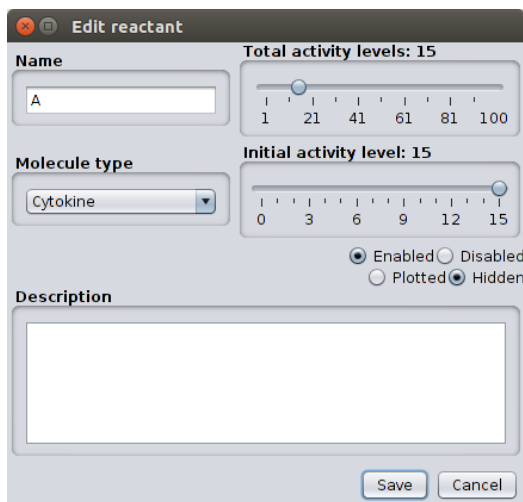 Edit reactant
Name
Total activity levels: 15
A
1 21 41 61 81 100
Molecule type
Initial activity level: 15
Cytokine
0 3 6 9 12 15
Enabled Disabled
Plotted Hidden
Description
Save Cancel